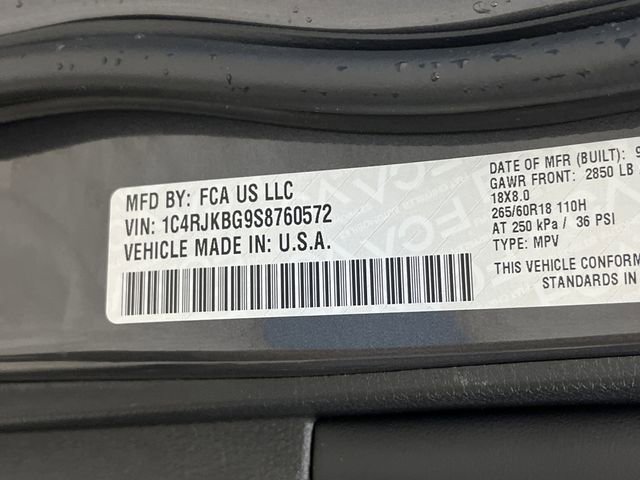 MFD BY: FCA US LLC
VIN: 1C4RJKBG9S8760572
VEHICLE MADE IN: U.S.A.
DATE OF MFR (BUILT): 9
GAWR FRONT: 2850 LB
18X8.0
265/60R18 110H
AT 250 kPa / 36 PSI
TYPE: MPV
THIS VEHICLE CONFORM
STANDARDS IN